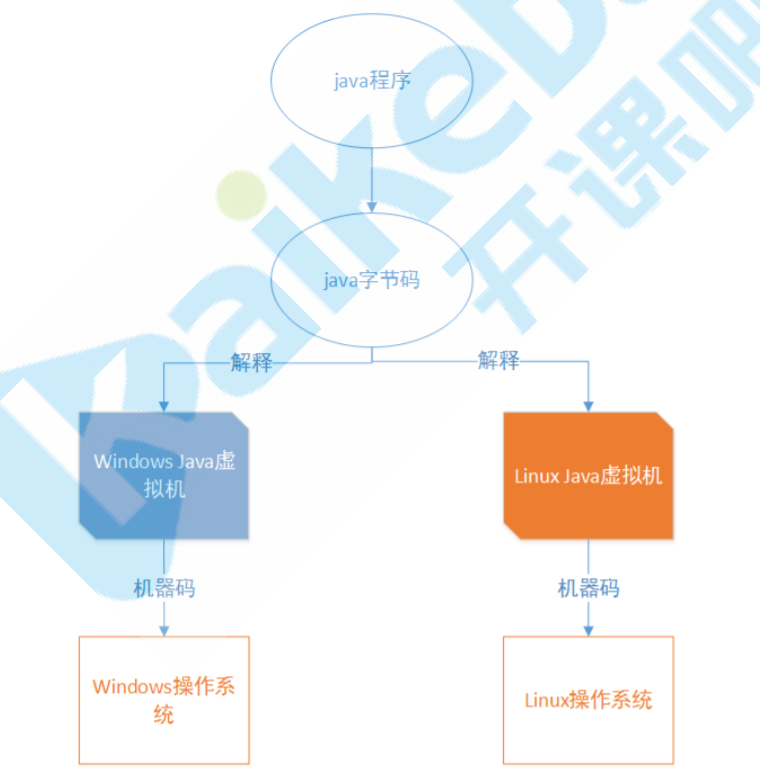 java程序
java字节码
解释
解释
Windows Java虚
拟机
Linux Java虚拟机
机器码
机器码
Windows操作系
统
Linux操作系统
KaikeBa
开课吧